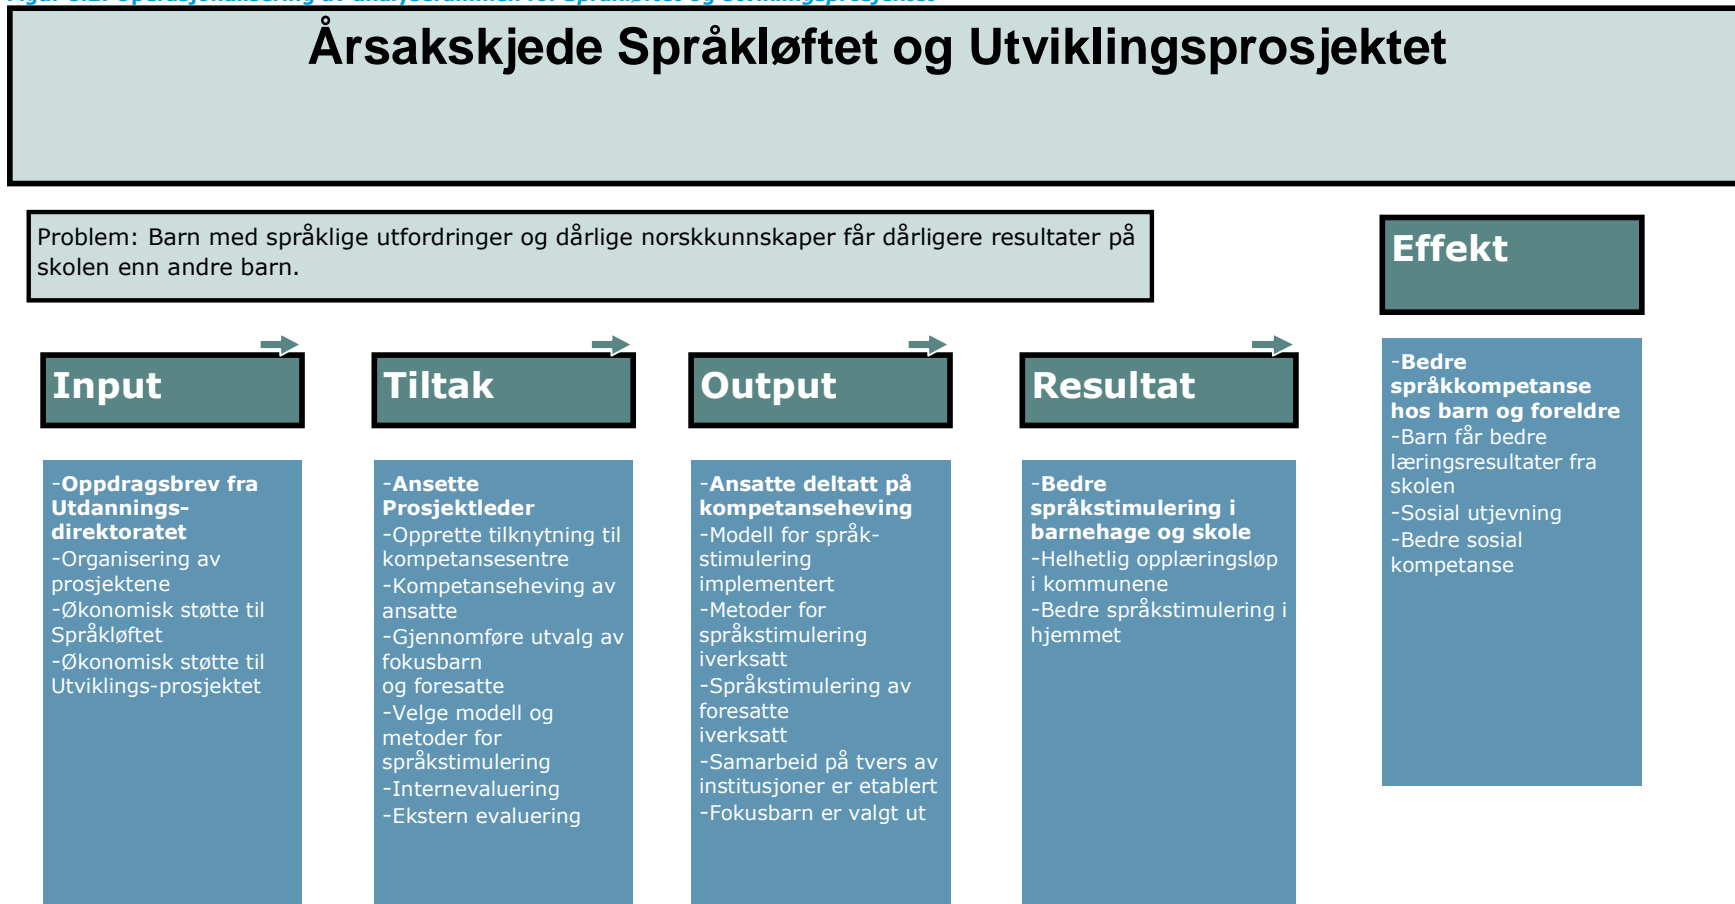 Årsakskjede Språkløftet og Utviklingsprosjektet
Problem: Barn med språklige utfordringer og dårlige norskkunnskaper får dårligere resultater på
skolen enn andre barn.
Input
-Oppdragsbrev fra
Utdannings-
direktoratet
-Organisering av
prosjektene
-Økonomisk støtte til
Språkløftet
-Økonomisk støtte til
Utviklings-prosjektet
Tiltak
-Ansette
Prosjektleder
-Opprette tilknytning til
kompetansesentre
-Kompetanseheving av
ansatte
-Gjennomføre utvalg av
fokusbarn
og foresatte
-Velge modell og
metoder for
språkstimulering
-Internevaluering
-Ekstern evaluering
Output
-Ansatte deltatt på
kompetanseheving
-Modell for språk-
stimulering
implementert
-Metoder for
språkstimulering
iverksatt
-Språkstimulering av
foresatte
iverksatt
-Samarbeid på tvers av
institusjoner er etablert
-Fokusbarn er valgt ut
Resultat
-Bedre
språkstimulering i
barnehage og skole
-Helhetlig opplæringsløp
i kommunene
-Bedre språkstimulering i
hjemmet
Effekt
-Bedre
språkkompetanse
hos barn og foreldre
-Barn får bedre
læringsresultater fra
skolen
-Sosial utjevning
-Bedre sosial
kompetanse